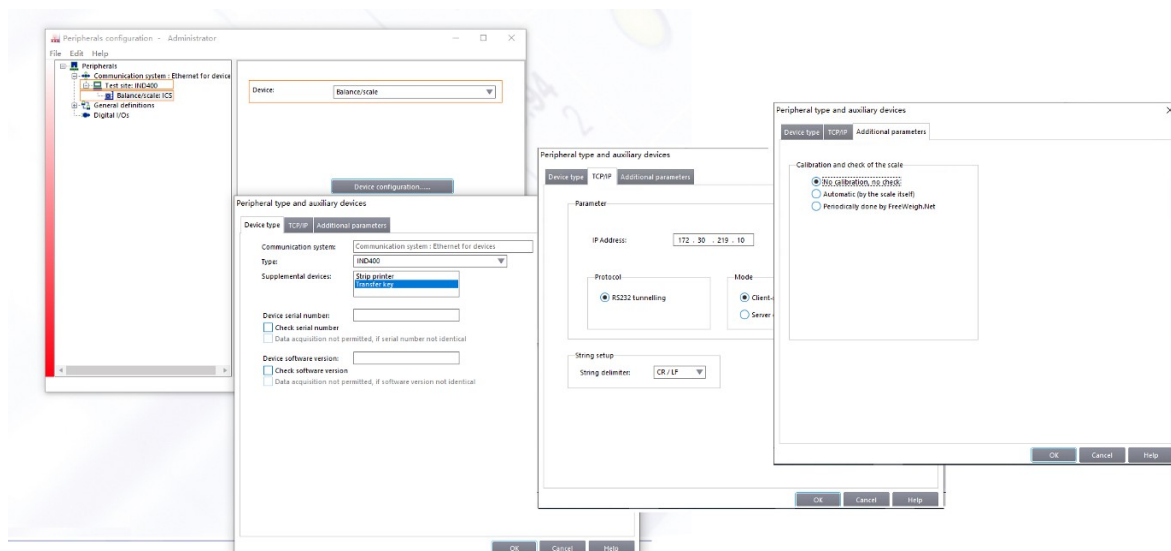 Peripherals configuration - Administrator
File Edit Help
Peripherals
Communication system : Ethernet for device
Test site: IND400
Balance/scale: ICS
General definitions
Digital I/Os
Device:
Balance/scale
Device configuration.....
Peripheral type and auxiliary devices
Device type TCP/IP Additional parameters
Communication system: Communication system : Ethernet for devices
Type: IND400
Supplemental devices: Strip printer
Transfer key
Device serial number:
Check serial number
Data acquisition not permitted, if serial number not identical
Device software version:
Check software version
Data acquisition not permitted, if software version not identical
OK Cancel Help
Peripheral type and auxiliary devices
Device type TCP/IP Additional parameters
Parameter
IP Address: 172 . 30 . 219 . 10
Protocol
RS232 tunnelling
Mode
Client-
Server
String setup
String delimiter: CR / LF
OK Cancel Help
Peripheral type and auxiliary devices
Device type TCP/IP Additional parameters
Calibration and check of the scale
No calibration, no check
Automatic (by the scale itself)
Periodically done by FreeWeigh.Net
OK Cancel Help